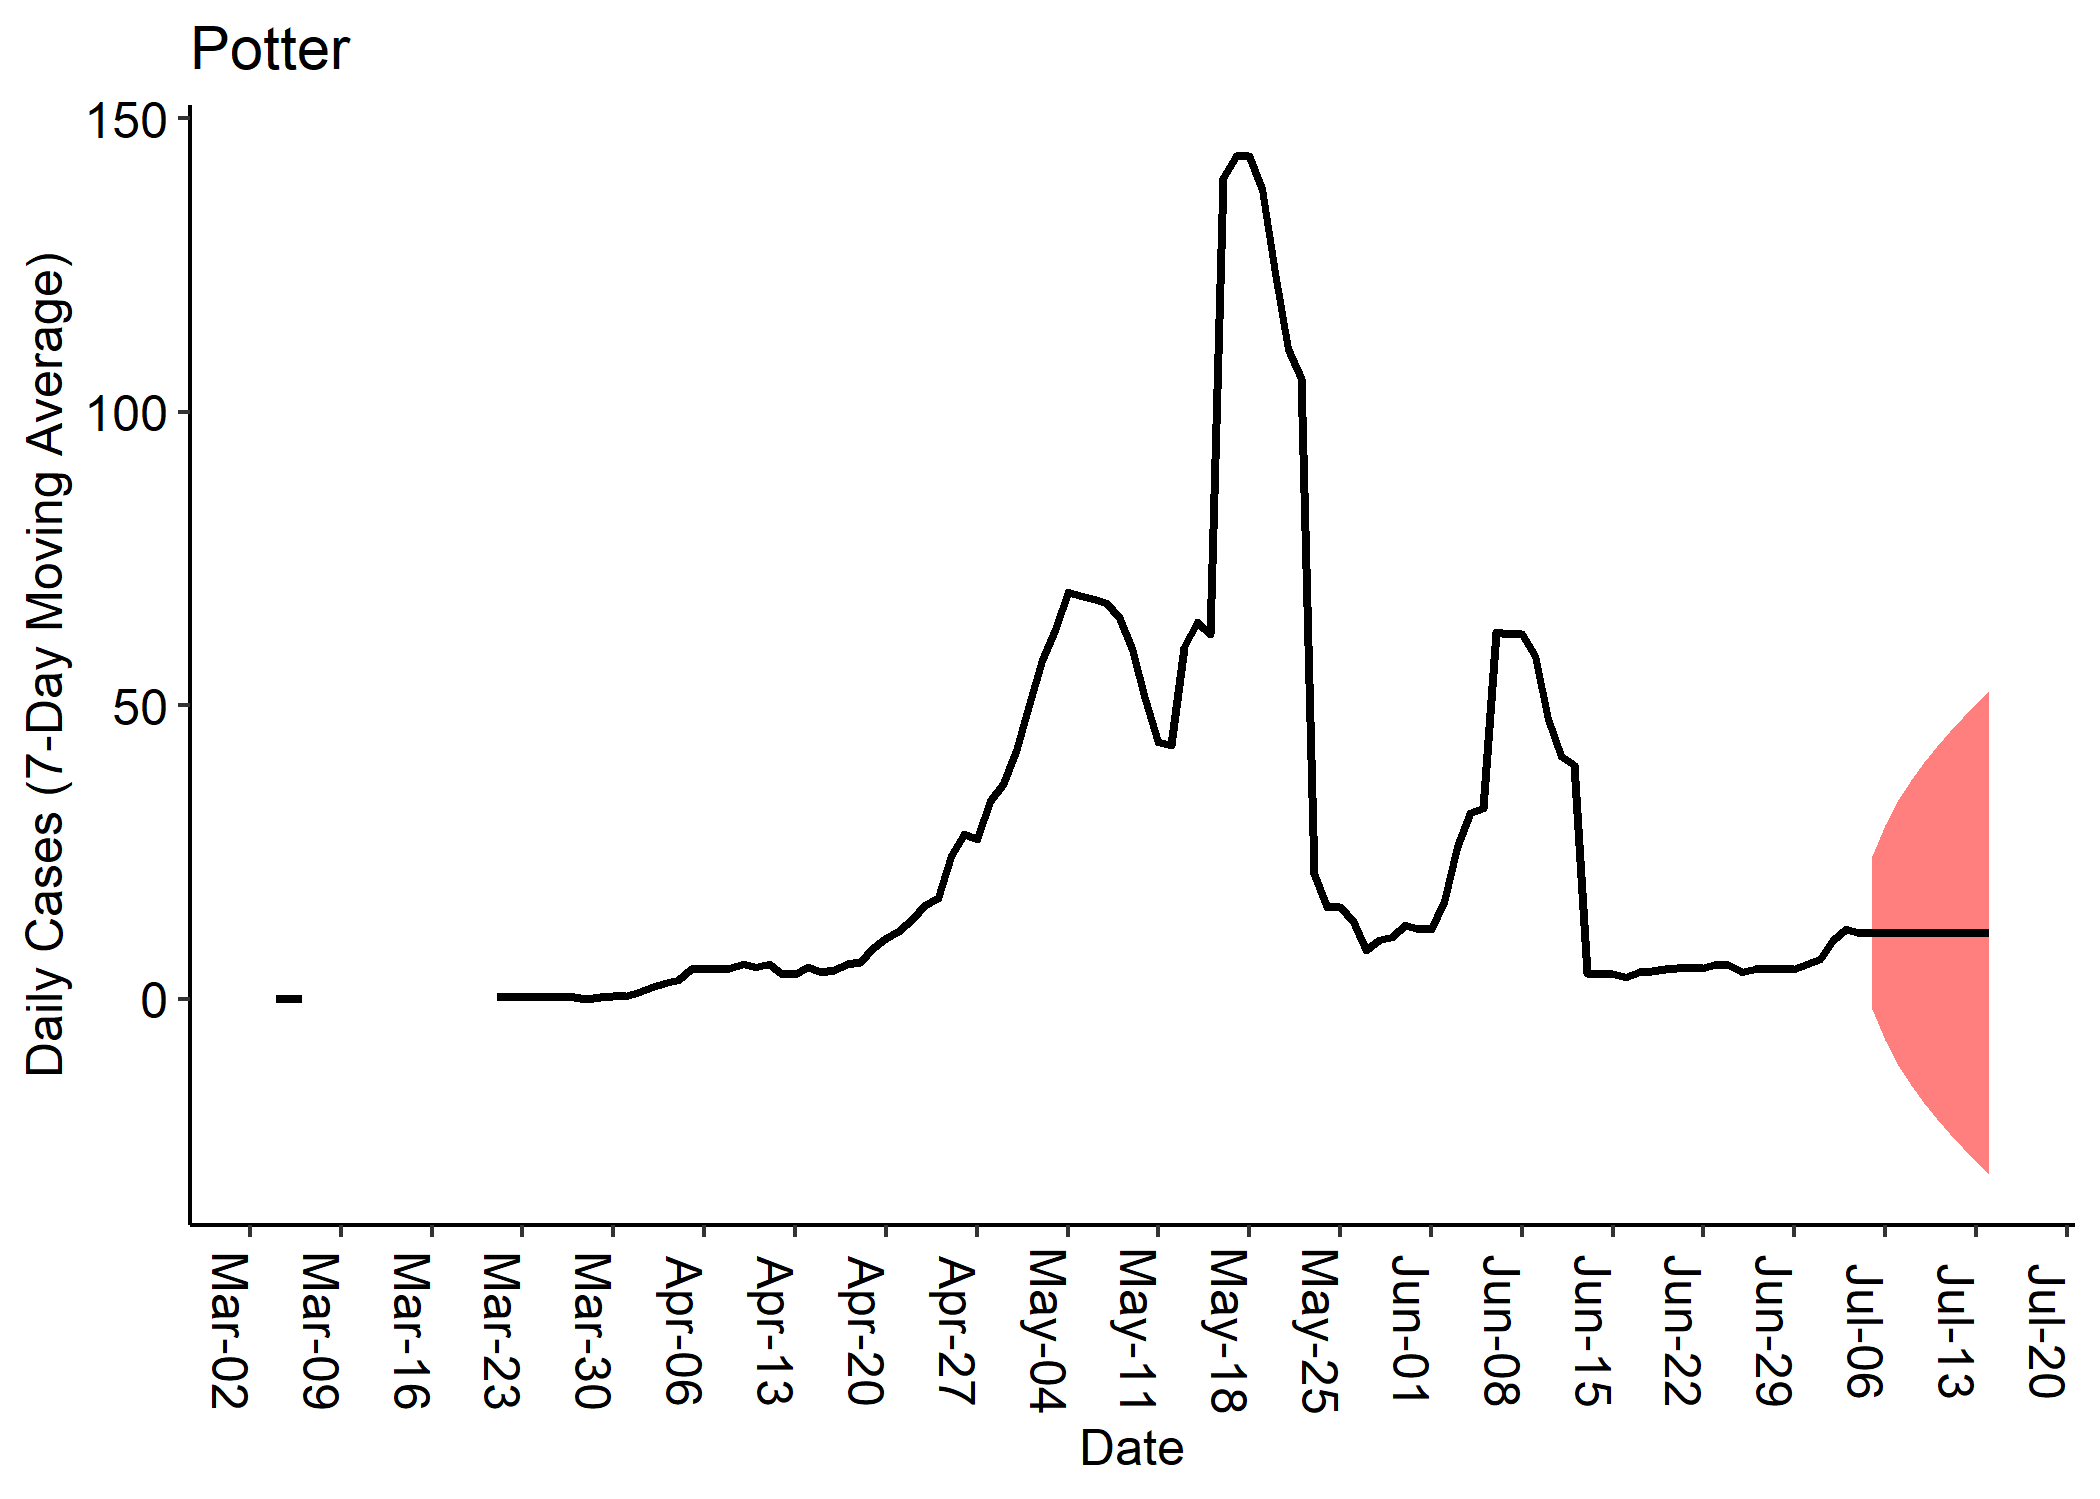 Potter
Daily Cases (7-Day Moving Average)
150
100
50
0
Mar-02
Mar-09
Mar-16
Mar-23
Mar-30
Apr-06
Apr-13
Apr-20
Apr-27
May-04
May-11
May-18
May-25
Jun-01
Jun-08
Jun-15
Jun-22
Jun-29
Jul-06
Jul-13
Jul-20
Date